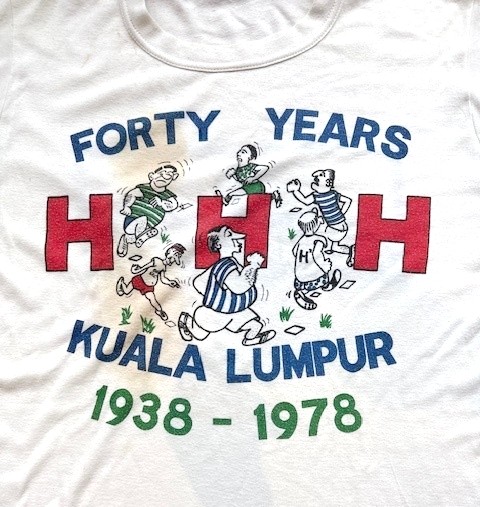 FORTY YEARS
H H H
H
KUALA LUMPUR
1938 - 1978